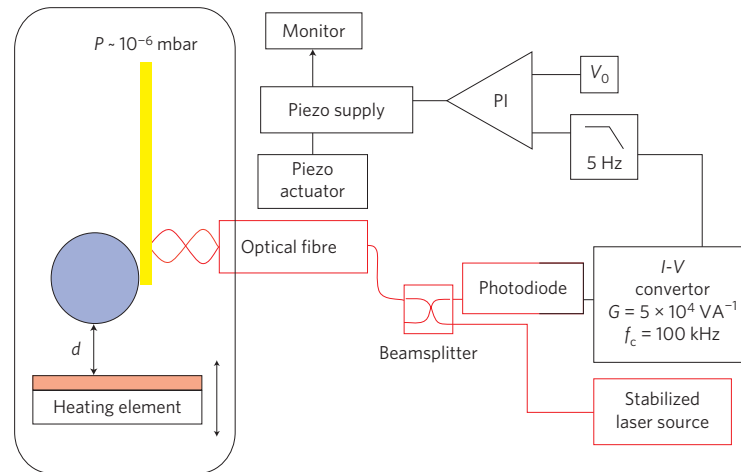 P ~ 10⁻⁶ mbar
Monitor
Piezo supply
Piezo
actuator
PI
V₀
5 Hz
Optical fibre
Photodiode
Beamsplitter
I-V
convertor
G = 5 × 10⁴ VA⁻¹
f_c = 100 kHz
Stabilized
laser source
d
Heating element